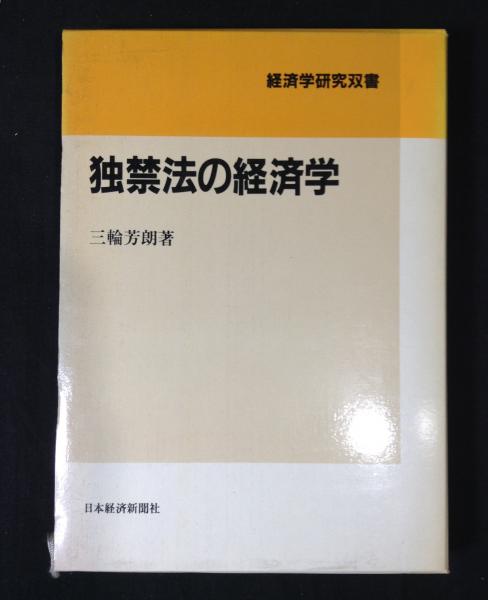 経済学研究双書
独禁法の経済学
三輪芳朗著
日本経済新聞社